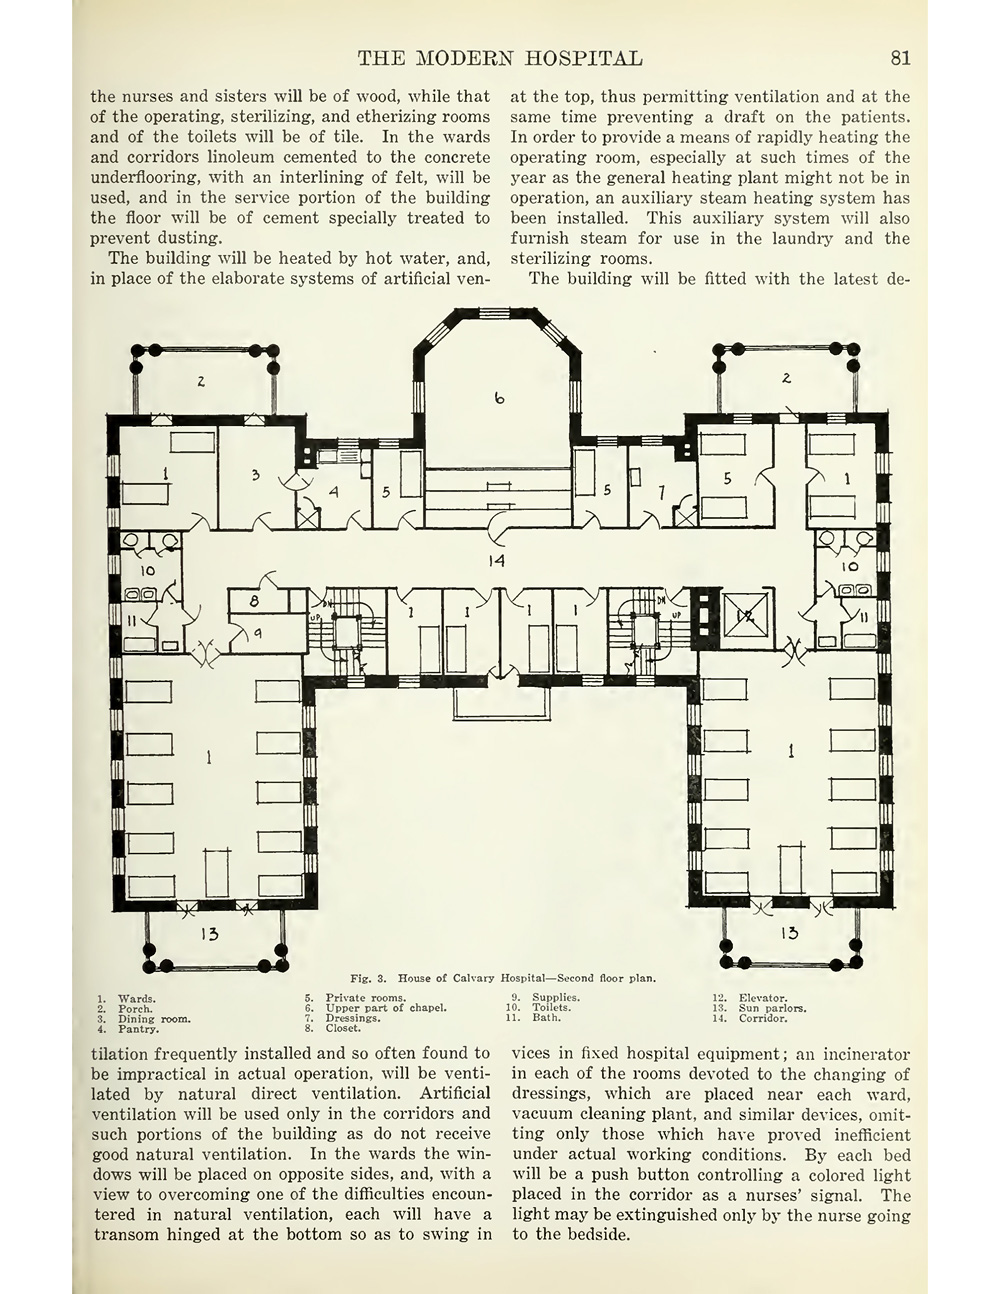 THE MODERN HOSPITAL 81
the nurses and sisters will be of wood, while that
of the operating, sterilizing, and etherizing rooms
and of the toilets will be of tile. In the wards
and corridors linoleum cemented to the concrete
underflooring, with an interlining of felt, will be
used, and in the service portion of the building
the floor will be of cement specially treated to
prevent dusting.
The building will be heated by hot water, and,
in place of the elaborate systems of artificial ven-
at the top, thus permitting ventilation and at the
same time preventing a draft on the patients.
In order to provide a means of rapidly heating the
operating room, especially at such times of the
year as the general heating plant might not be in
operation, an auxiliary steam heating system has
been installed. This auxiliary system will also
furnish steam for use in the laundry and the
sterilizing rooms.
The building will be fitted with the latest de-
2
2
6
1
3
4
5
5
7
5
1
10
14
10
8
DN
UP
1
1
1
1
DN
UP
12
11
9
11
1
1
13
13
Fig. 3. House of Calvary Hospital—Second floor plan.
1. Wards.
2. Porch.
3. Dining room.
4. Pantry.
5. Private rooms.
6. Upper part of chapel.
7. Dressings.
8. Closet.
9. Supplies.
10. Toilets.
11. Bath.
12. Elevator.
13. Sun parlors.
14. Corridor.
tilation frequently installed and so often found to
be impractical in actual operation, will be venti-
lated by natural direct ventilation. Artificial
ventilation will be used only in the corridors and
such portions of the building as do not receive
good natural ventilation. In the wards the win-
dows will be placed on opposite sides, and, with a
view to overcoming one of the difficulties encoun-
tered in natural ventilation, each will have a
transom hinged at the bottom so as to swing in
vices in fixed hospital equipment; an incinerator
in each of the rooms devoted to the changing of
dressings, which are placed near each ward,
vacuum cleaning plant, and similar devices, omit-
ting only those which have proved inefficient
under actual working conditions. By each bed
will be a push button controlling a colored light
placed in the corridor as a nurses' signal. The
light may be extinguished only by the nurse going
to the bedside.